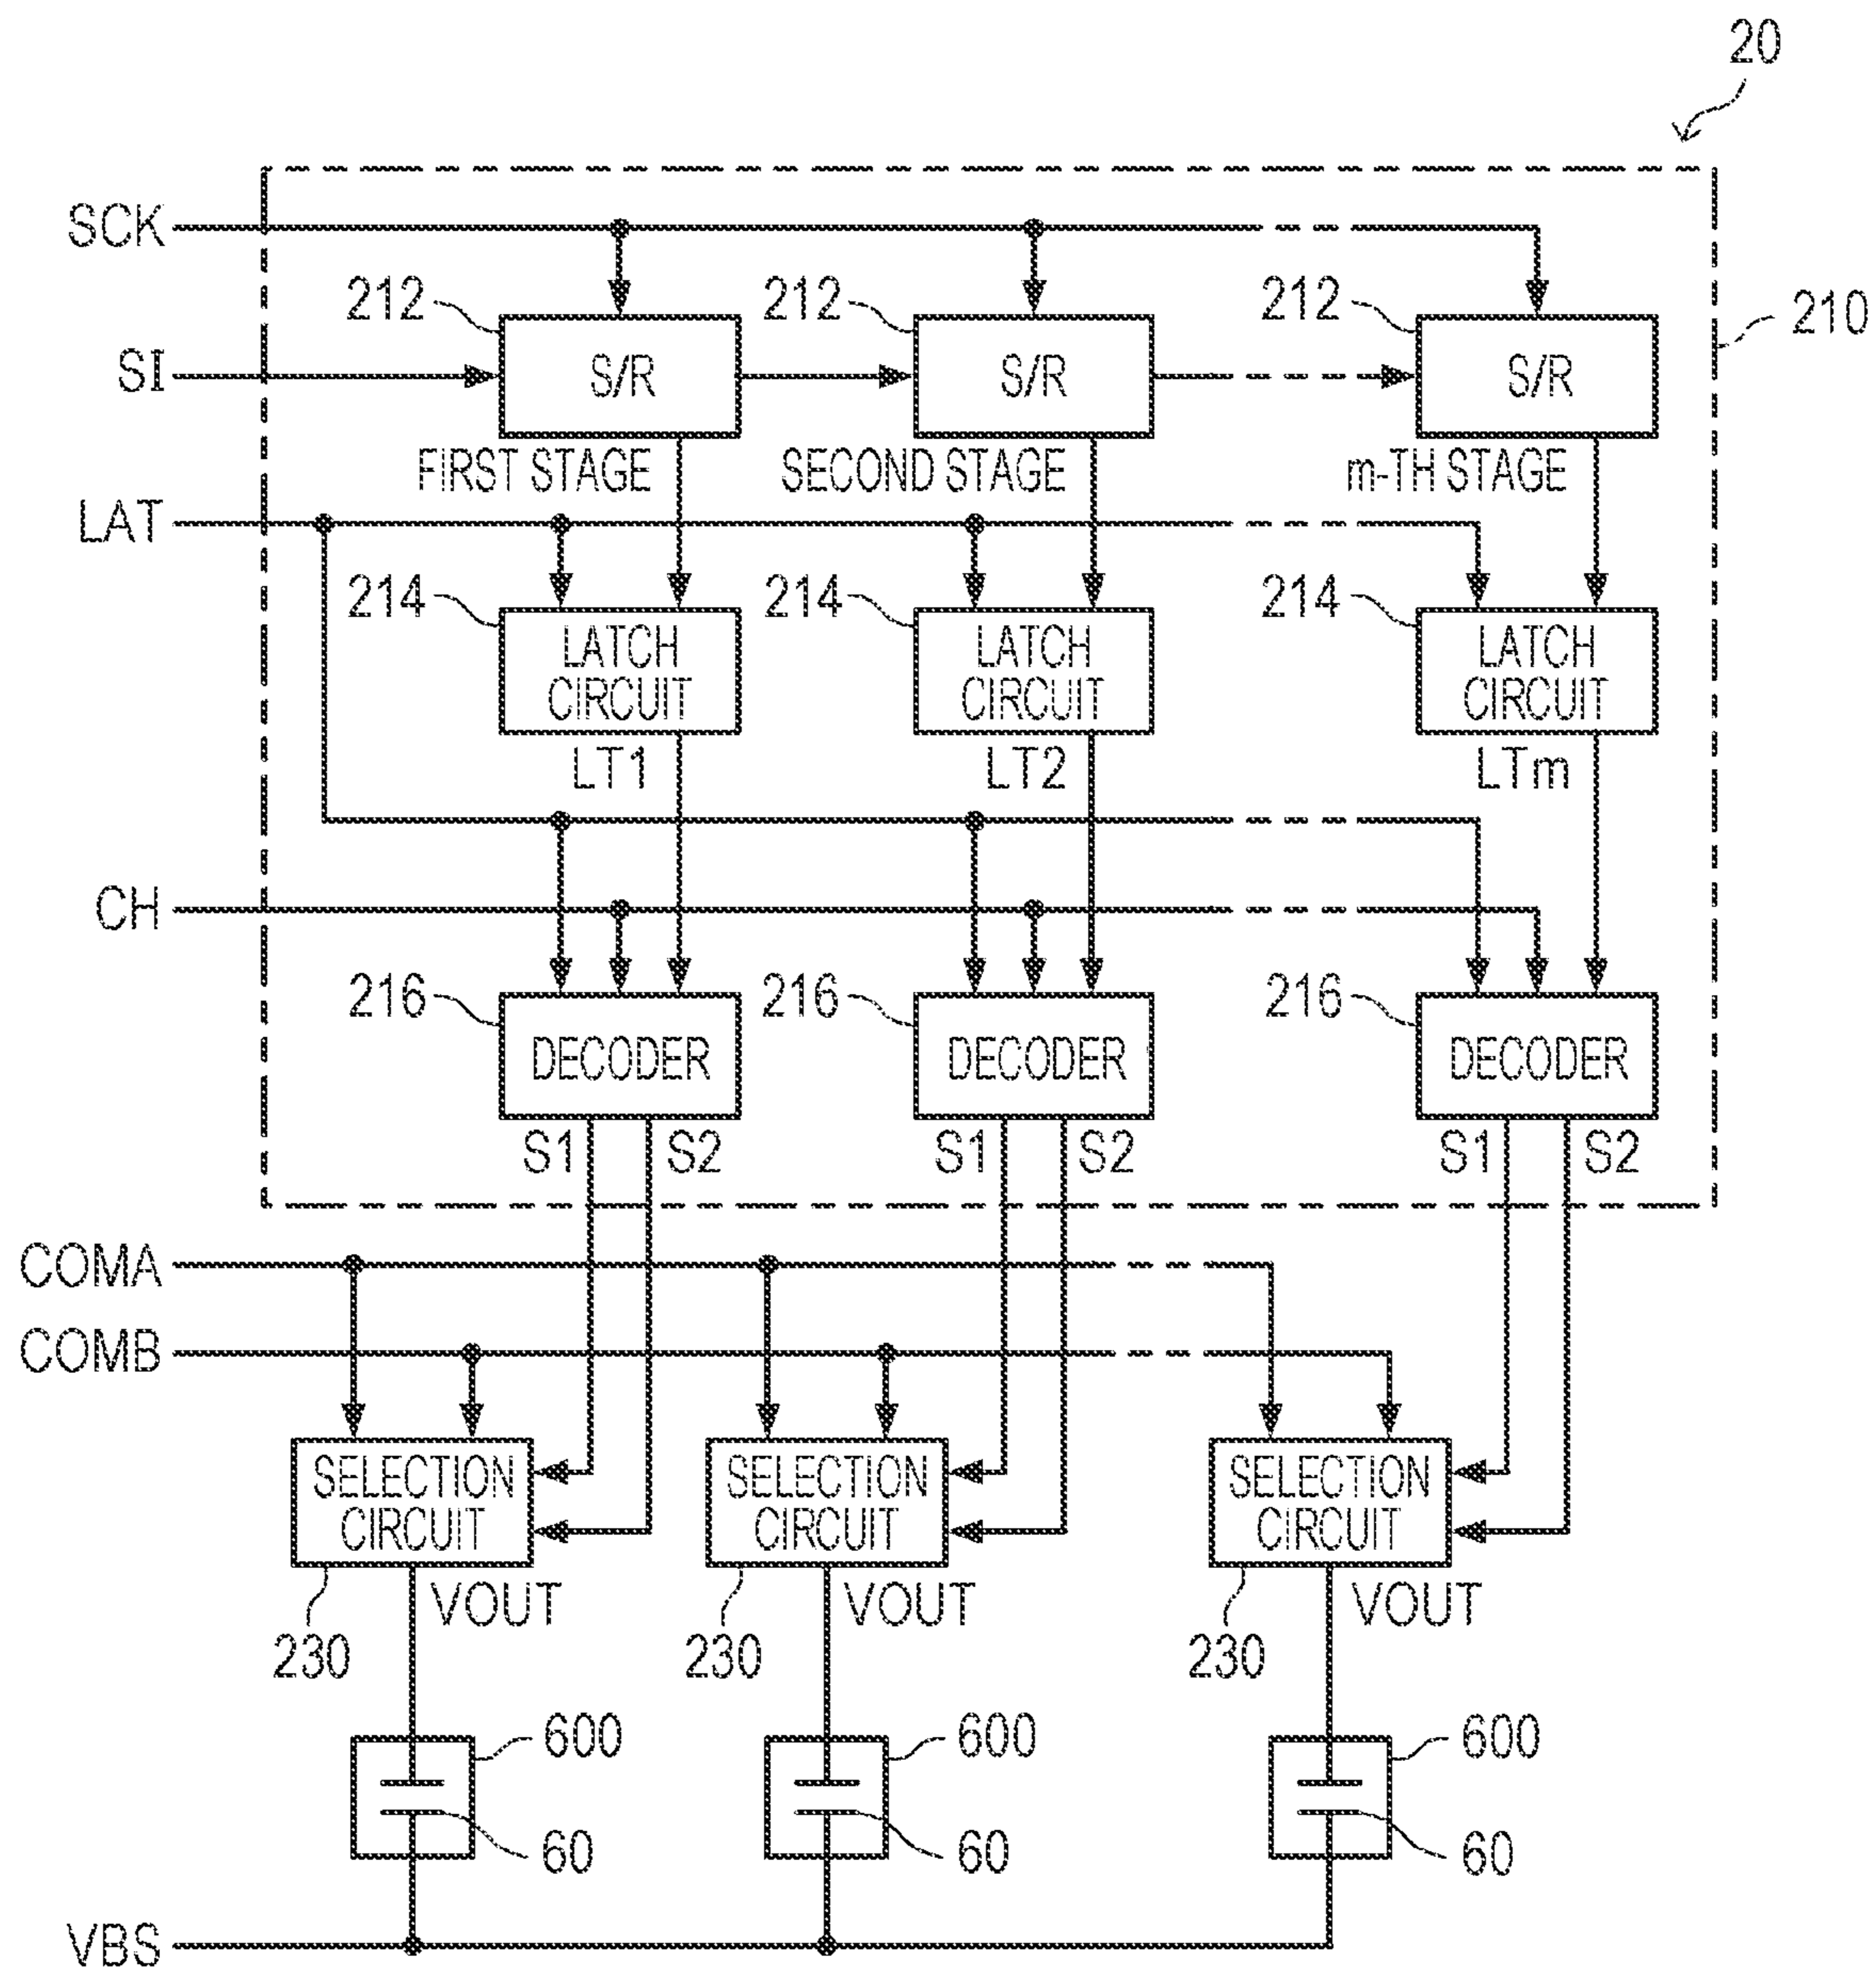 20
SCK
212 212 212
210
SI
S/R S/R S/R
FIRST STAGE SECOND STAGE m-TH STAGE
LAT
214 214 214
LATCH CIRCUIT LATCH CIRCUIT LATCH CIRCUIT
LT1 LT2 LTm
CH
216 216 216
DECODER DECODER DECODER
S1 S2 S1 S2 S1 S2
COMA
COMB
SELECTION CIRCUIT SELECTION CIRCUIT SELECTION CIRCUIT
VOUT VOUT VOUT
230 230 230
600 600 600
60 60 60
VBS